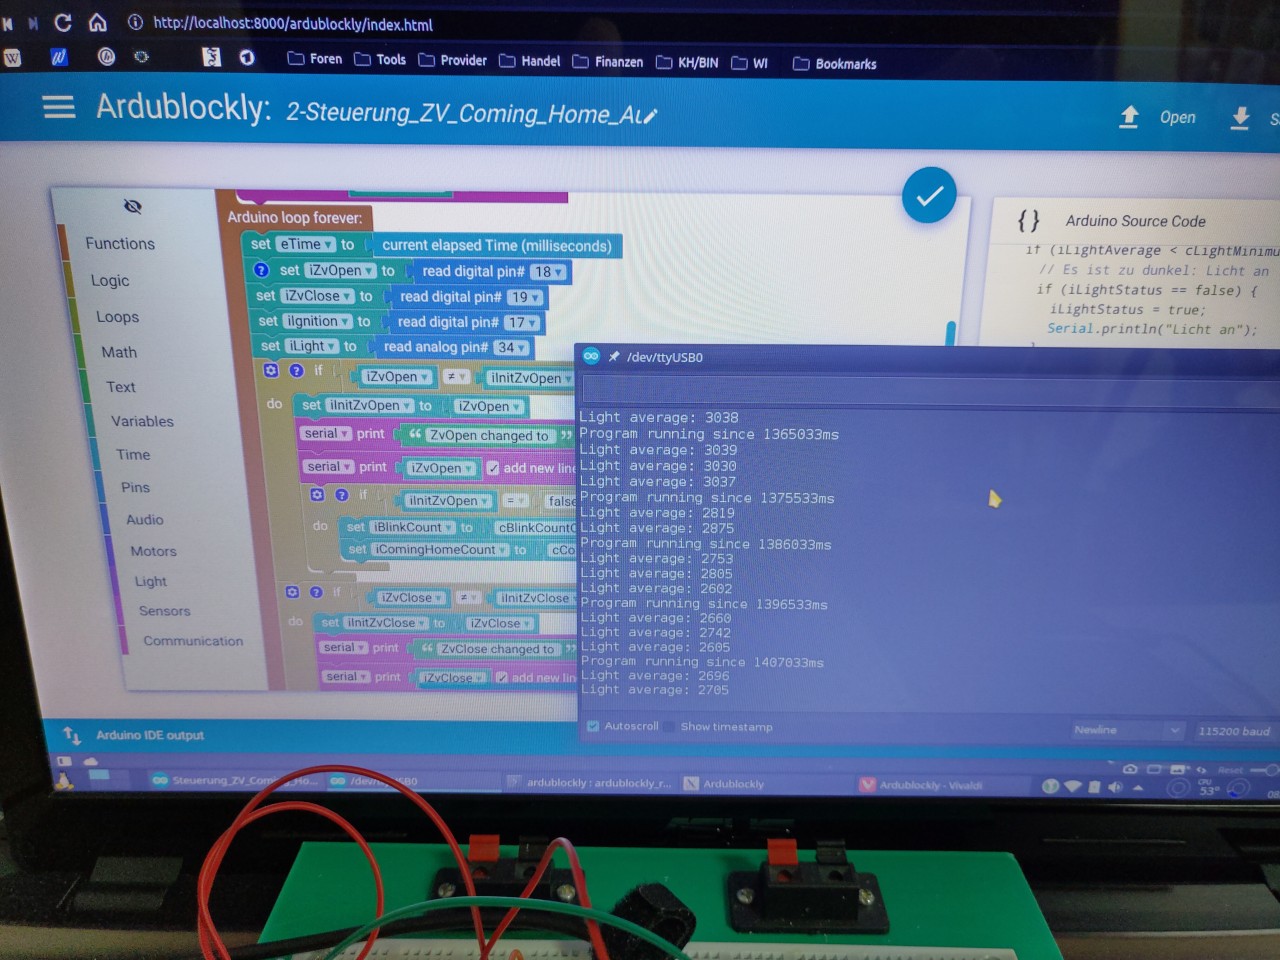 http://localhost:8000/ardublockly/index.html
Foren Tools Provider Handel Finanzen KH/BIN WI Bookmarks
Ardublockly: 2-Steuerung_ZV_Coming_Home_Au
Open
Functions
Logic
Loops
Math
Text
Variables
Time
Pins
Audio
Motors
Light
Sensors
Communication
Arduino loop forever:
set eTime to current elapsed Time (milliseconds)
set iZvOpen to read digital pin# 18
set iZvClose to read digital pin# 19
set iIgnition to read digital pin# 17
set iLight to read analog pin# 34
if iZvOpen ≠ iInitZvOpen
do set iInitZvOpen to iZvOpen
serial print “ ZvOpen changed to ”
serial print iZvOpen add new line
if iInitZvOpen = false
do set iBlinkCount to cBlinkCount
set iComingHomeCount to cCo
if iZvClose ≠ iInitZvClose
do set iInitZvClose to iZvClose
serial print “ ZvClose changed to ”
serial print iZvClose add new line
{} Arduino Source Code
if (iLightAverage < cLightMinimu
// Es ist zu dunkel: Licht an
if (iLightStatus == false) {
iLightStatus = true;
Serial.println("Licht an");
/dev/ttyUSB0
Light average: 3038
Program running since 1365033ms
Light average: 3039
Light average: 3030
Light average: 3037
Program running since 1375533ms
Light average: 2819
Light average: 2875
Program running since 1386033ms
Light average: 2753
Light average: 2805
Light average: 2602
Program running since 1396533ms
Light average: 2660
Light average: 2742
Light average: 2605
Program running since 1407033ms
Light average: 2696
Light average: 2705
Autoscroll Show timestamp Newline 115200 baud
Arduino IDE output
Reset
Steuerung_ZV_Coming_Ho... ardublockly : ardublockly_r... Ardublockly Ardublockly - Vivaldi
CPU
53°